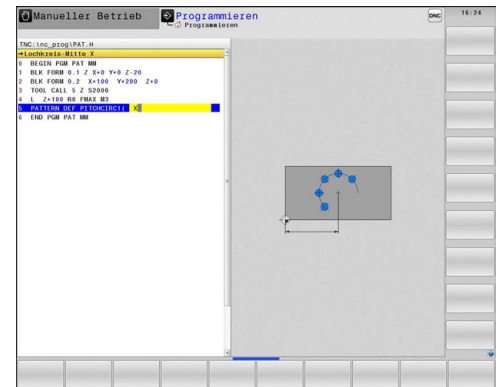 Manueller Betrieb
Programmieren
Programmieren
DNC
16:24
TNC:\nc_prog\PAT.H
→Lochkreis-Mitte X
0 BEGIN PGM PAT MM
1 BLK FORM 0.1 Z X+0 Y+0 Z-20
2 BLK FORM 0.2 X+100 Y+200 Z+0
3 TOOL CALL 5 Z S2000
4 L Z+100 R0 FMAX M3
5 PATTERN DEF PITCHCIRC1( X
6 END PGM PAT MM